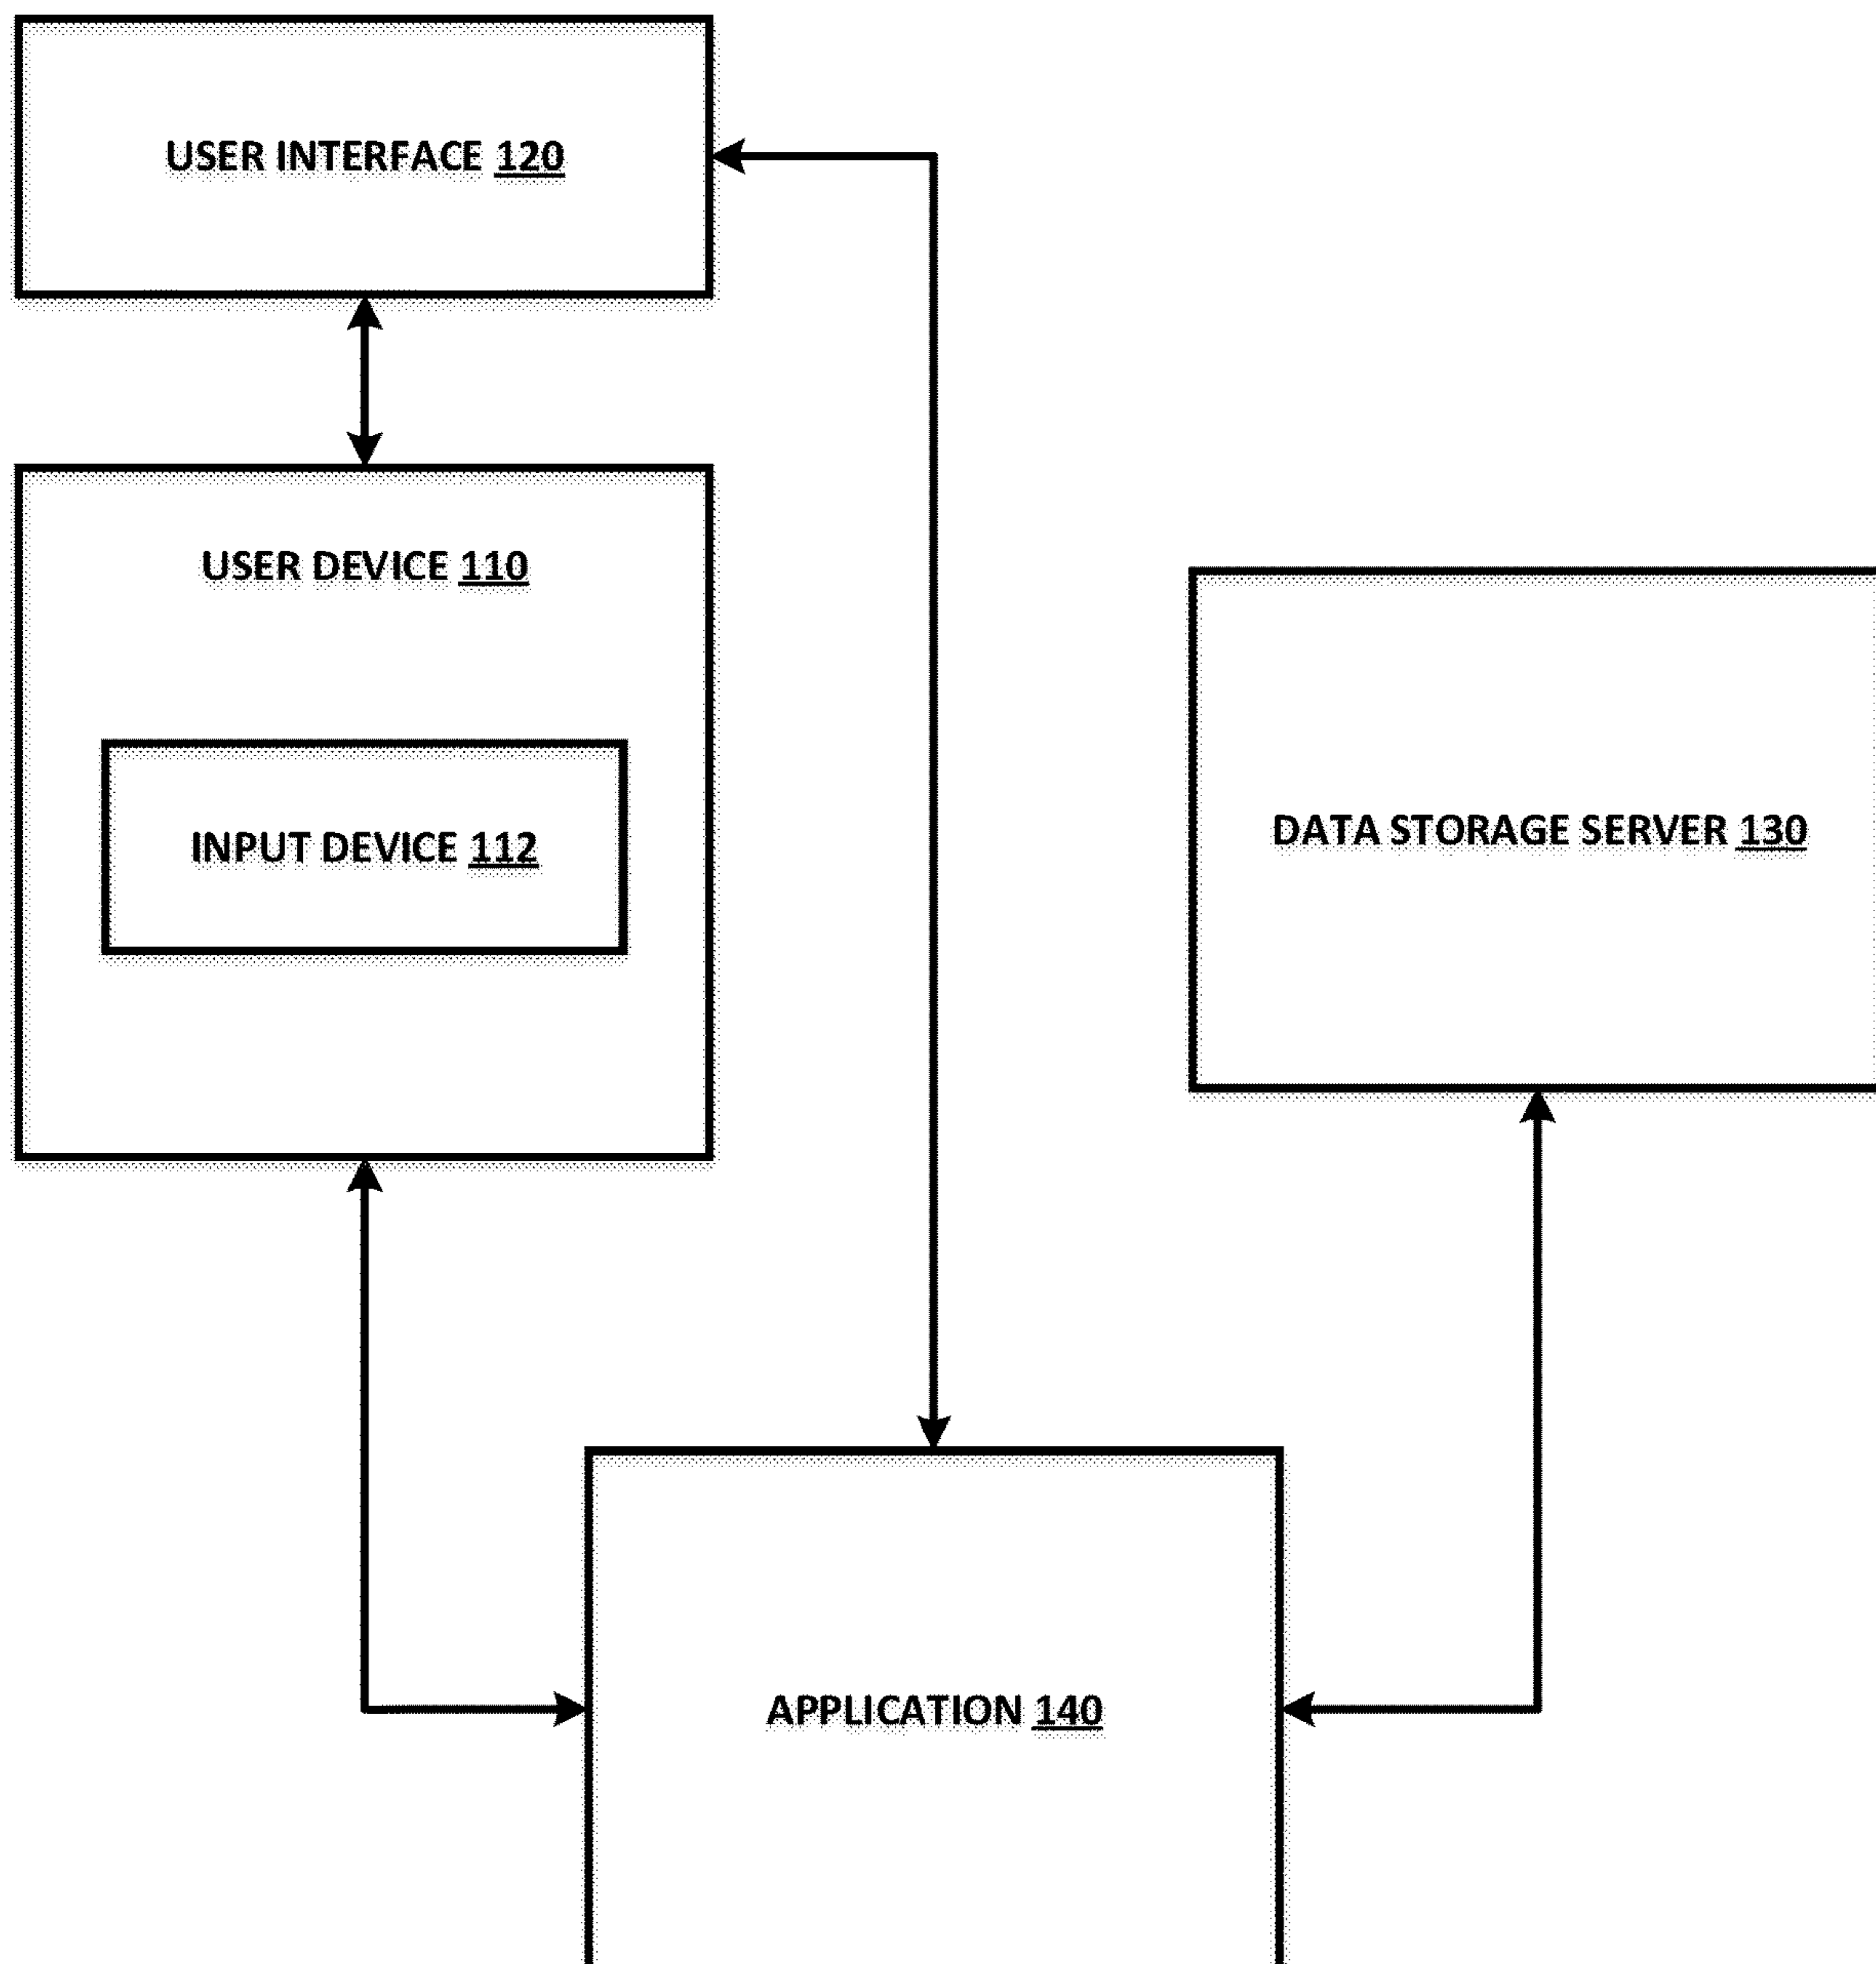 USER INTERFACE 120
USER DEVICE 110
INPUT DEVICE 112
DATA STORAGE SERVER 130
APPLICATION 140